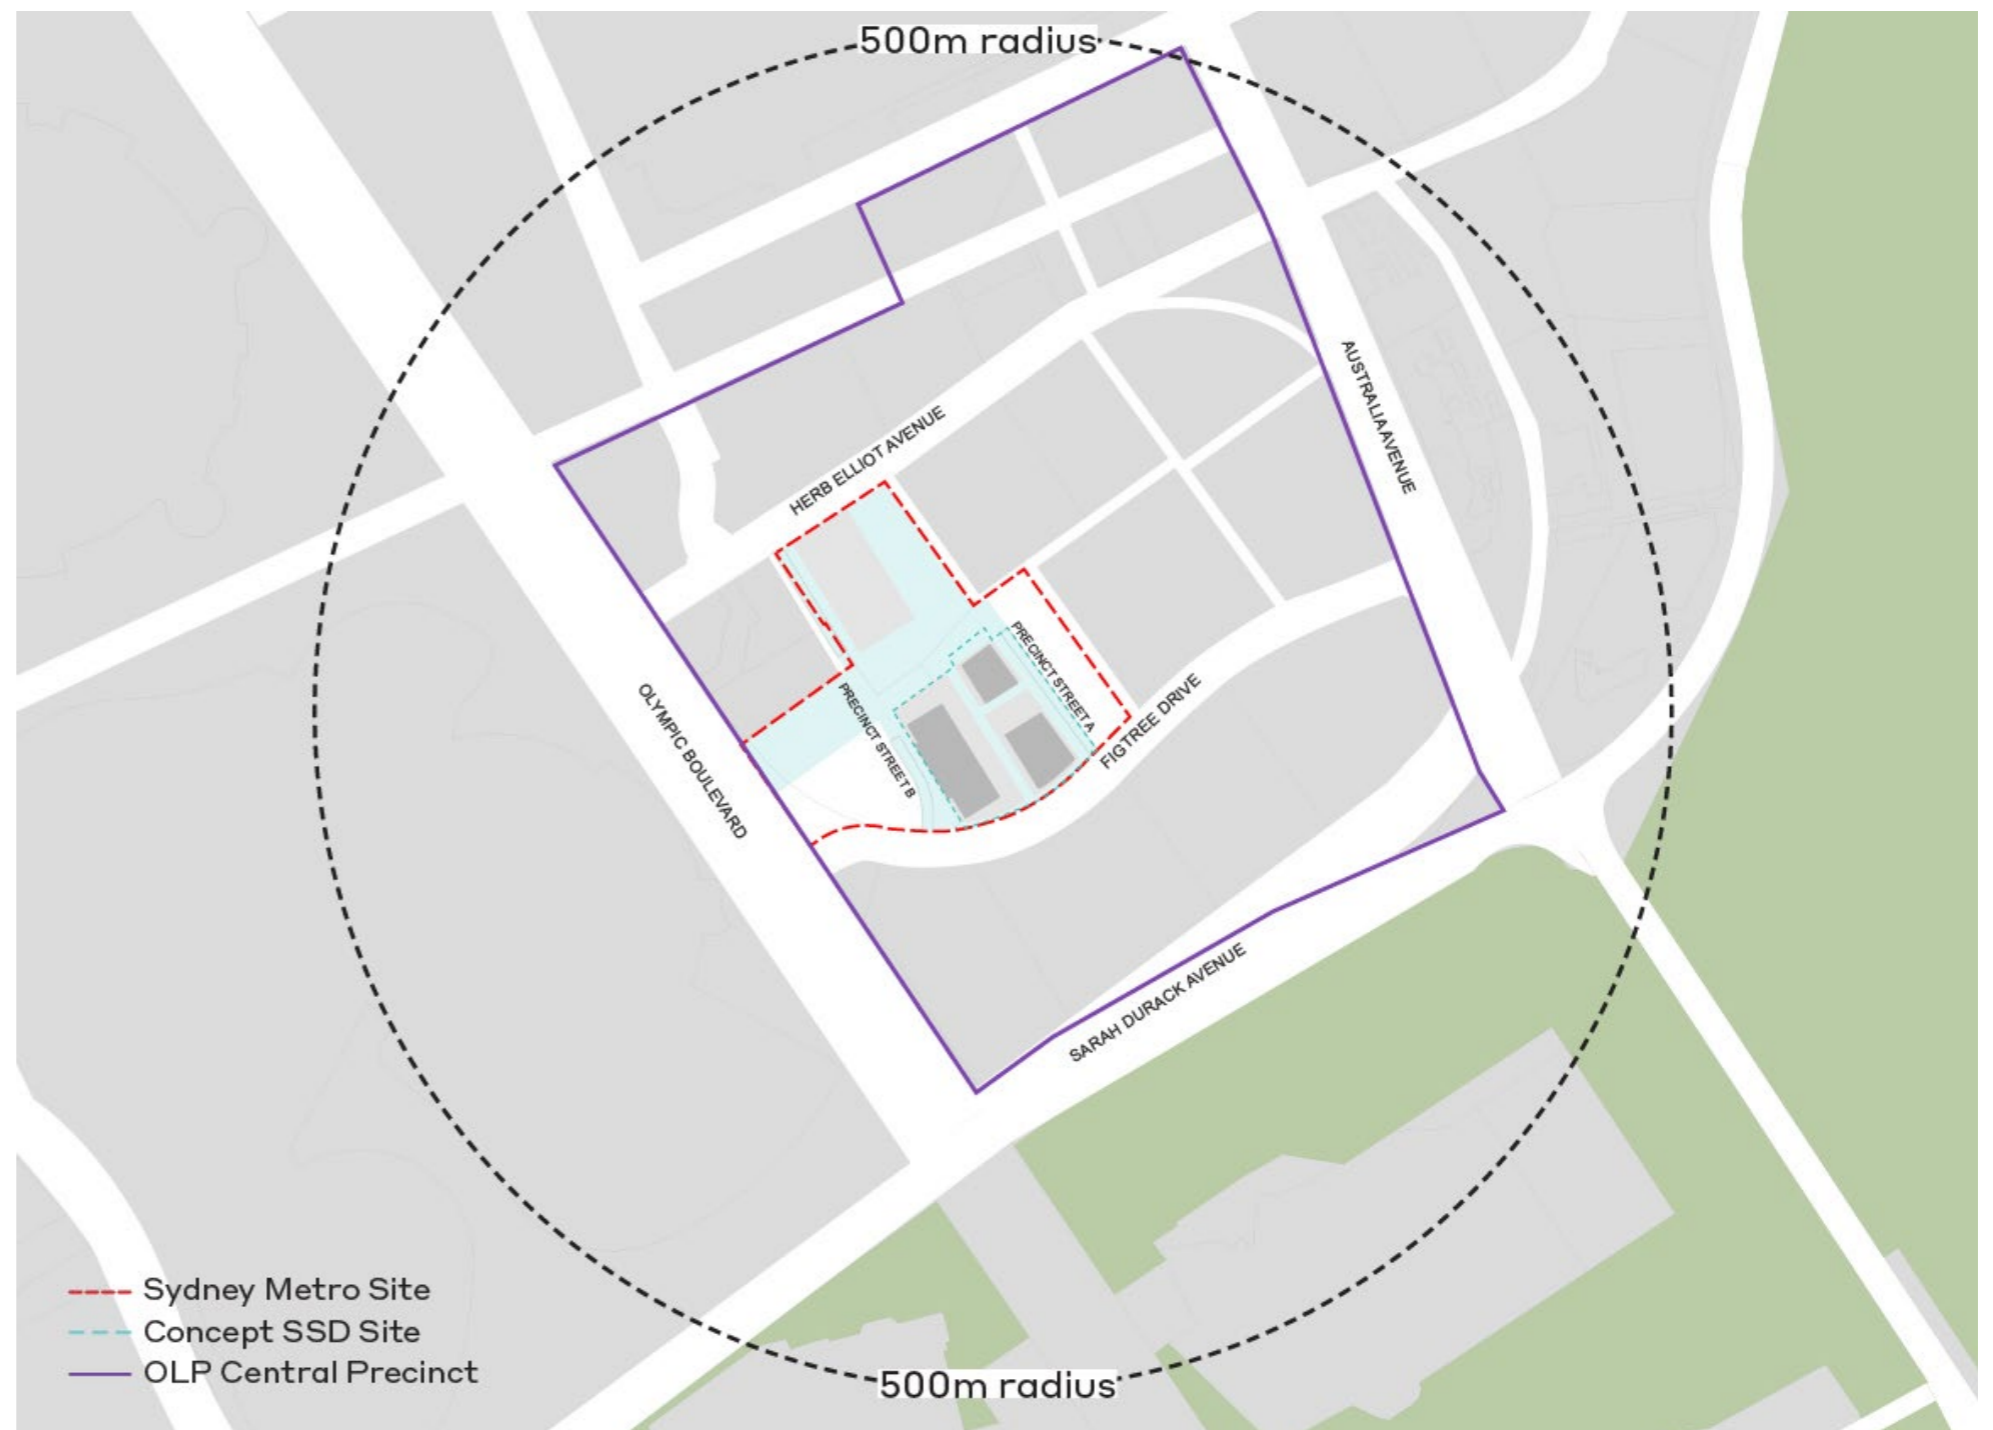 500m radius
HERB ELLIOT AVENUE
AUSTRALIA AVENUE
PRECINCT STREET A
PRECINCT STREET B
FIGTREE DRIVE
OLYMPIC BOULEVARD
SARAH DURACK AVENUE
Sydney Metro Site
Concept SSD Site
OLP Central Precinct
500m radius